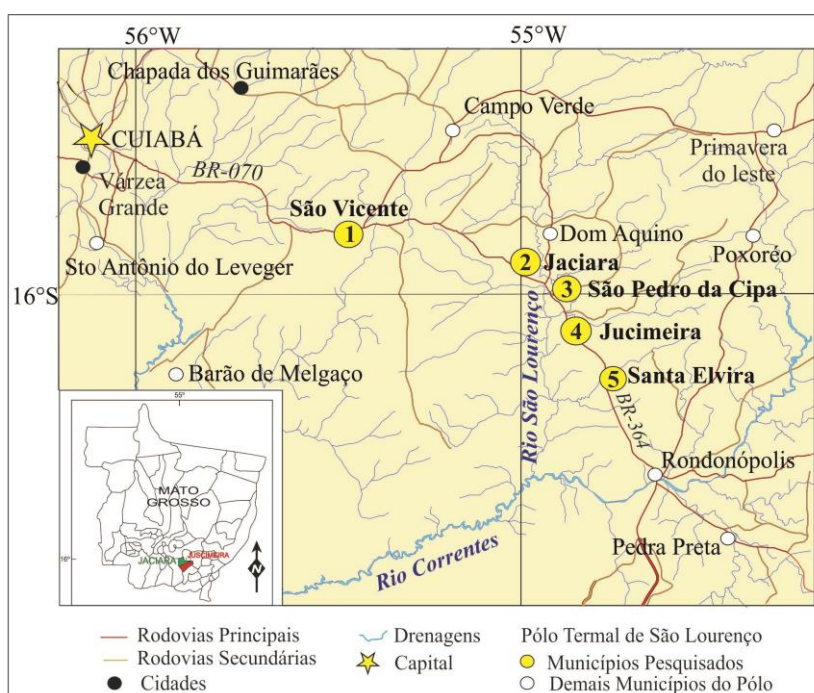 56°W
55°W
Chapada dos Guimarães
Campo Verde
CUIABÁ
Primavera
do leste
BR-070
Várzea
Grande
São Vicente
1
Dom Aquino
Poxoréo
Sto Antônio do Leveger
2 Jaciara
3 São Pedro da Cipa
16°S
4 Jucimeira
Rio São Lourenço
Barão de Melgaço
5 Santa Elvira
BR-364
55°
MATO
GROSSO
Rondonópolis
JUSCIMEIRA
JACIARA
16°
N
Pedra Preta
Rio Correntes
Rodovias Principais
Drenagens
Pólo Termal de São Lourenço
Rodovias Secundárias
Capital
Municípios Pesquisados
Cidades
Demais Municípios do Pólo